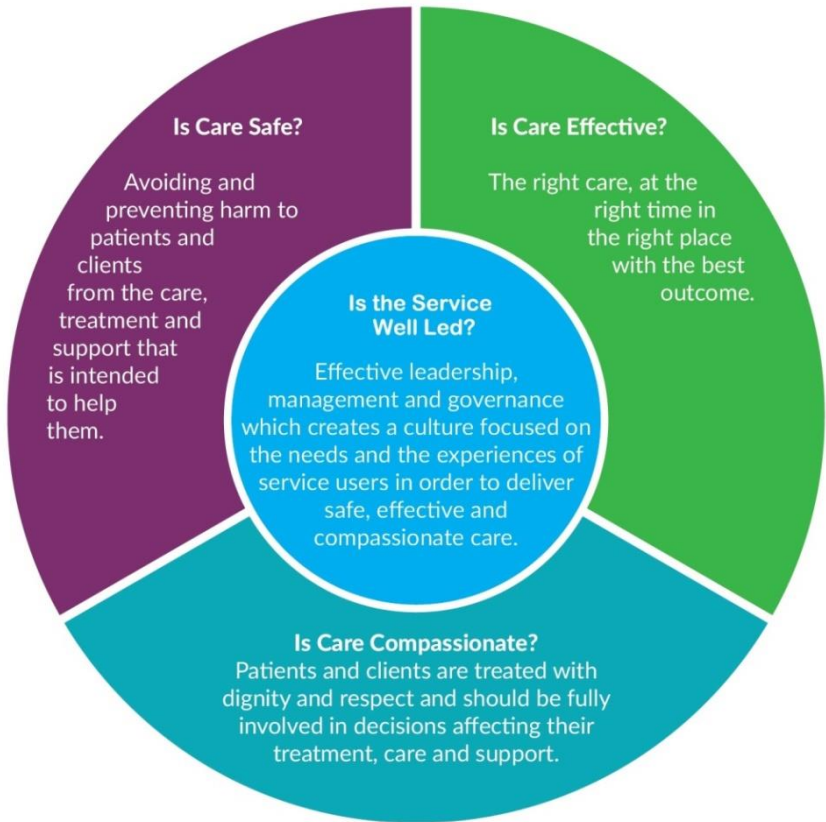 Is Care Safe?
Avoiding and
preventing harm to
patients and
clients
from the care,
treatment and
support that
is intended
to help
them.
Is Care Effective?
The right care, at the
right time in
the right place
with the best
outcome.
Is the Service
Well Led?
Effective leadership,
management and governance
which creates a culture focused on
the needs and the experiences of
service users in order to deliver
safe, effective and
compassionate care.
Is Care Compassionate?
Patients and clients are treated with
dignity and respect and should be fully
involved in decisions affecting their
treatment, care and support.